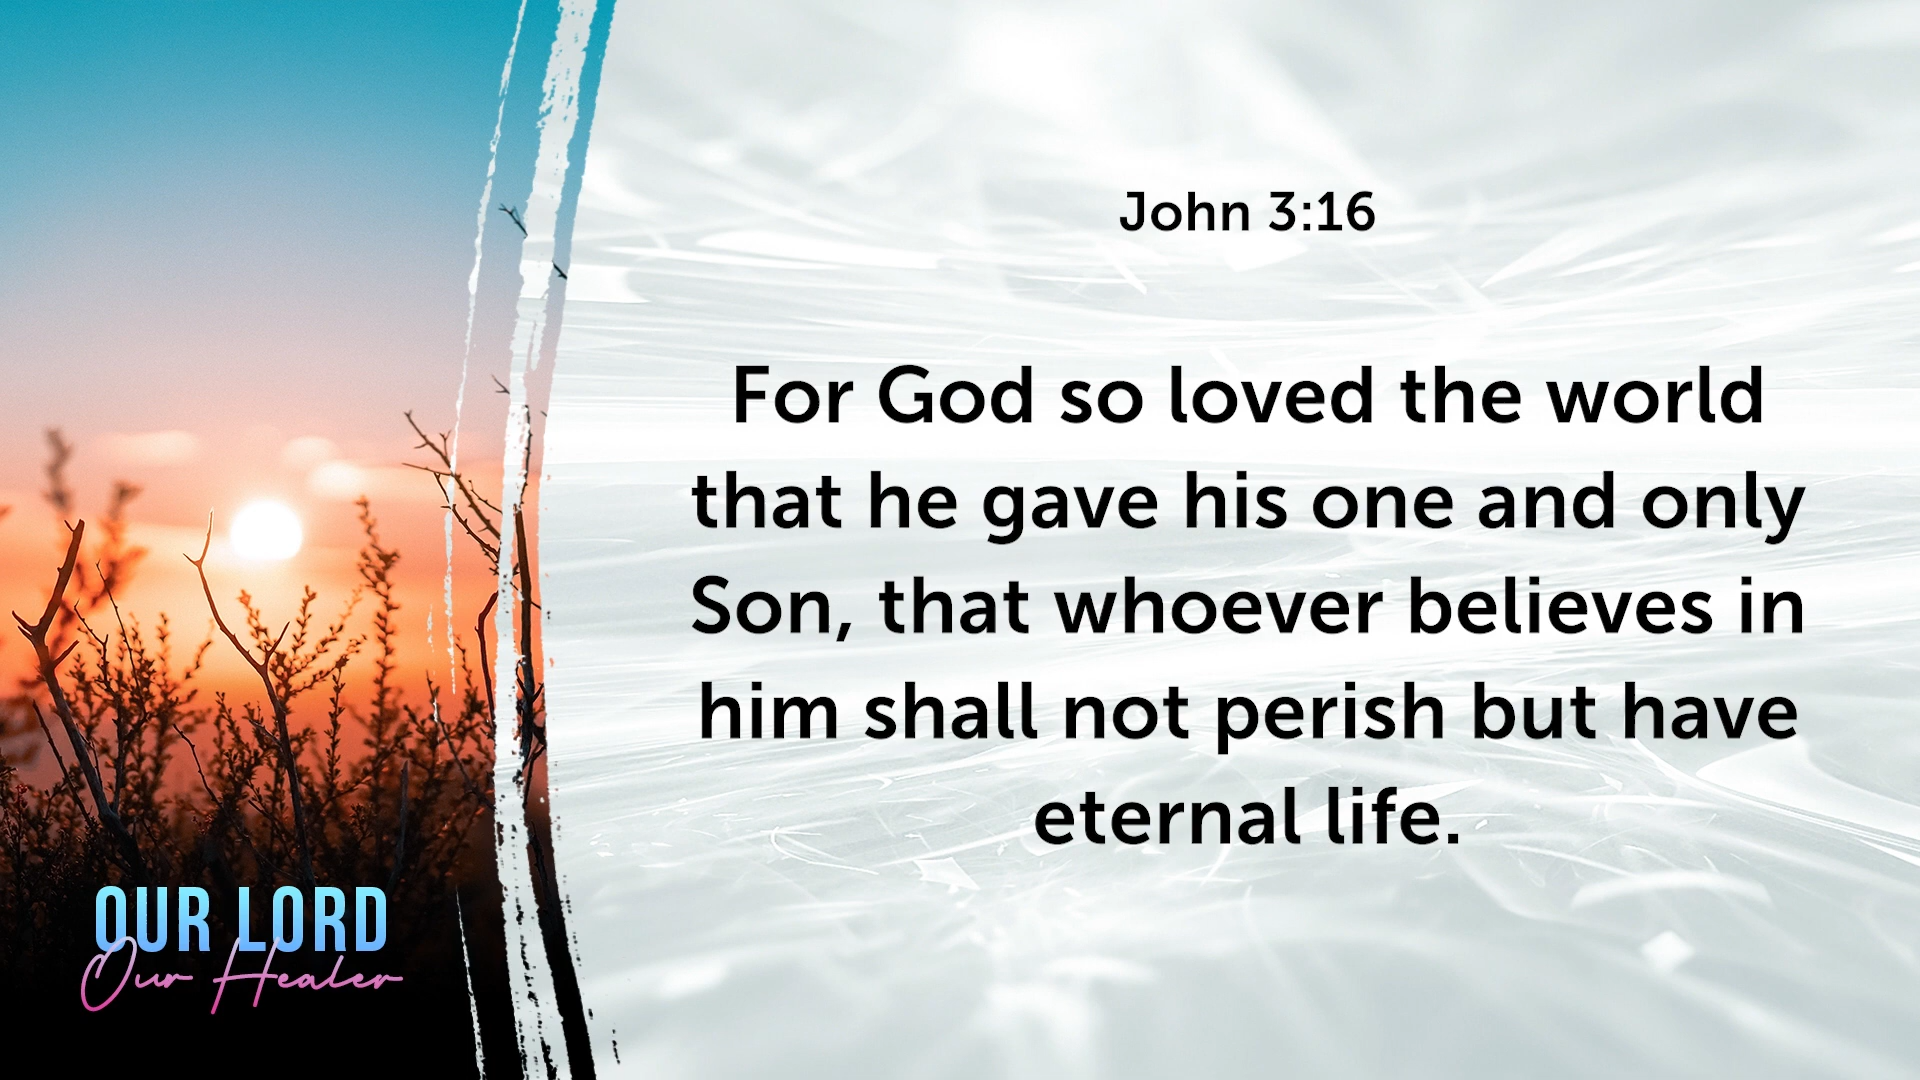 John 3:16
For God so loved the world
that he gave his one and only
Son, that whoever believes in
him shall not perish but have
eternal life.
OUR LORD
Our Healer